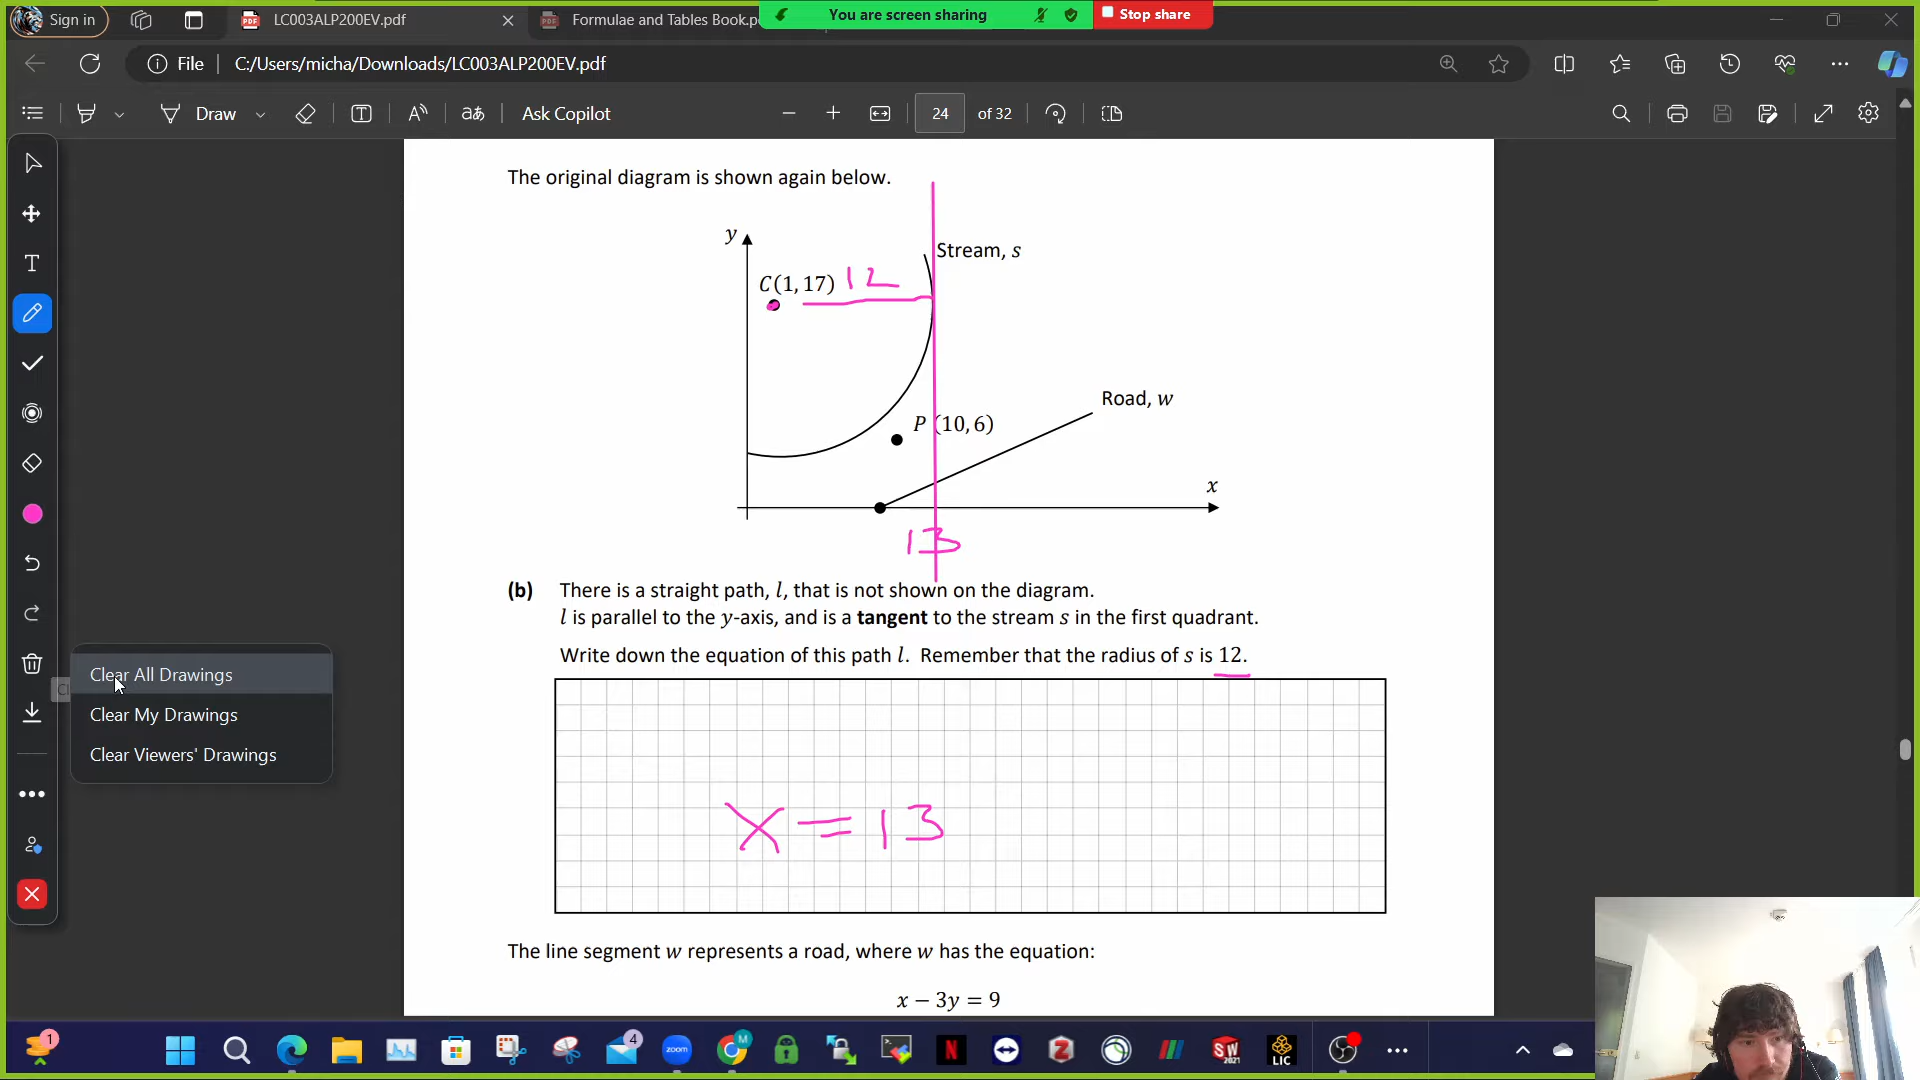 Sign in
LC003ALP200EV.pdf
Formulae and Tables Book.p
You are screen sharing
Stop share
File
C:/Users/micha/Downloads/LC003ALP200EV.pdf
Draw
Ask Copilot
24
of 32
The original diagram is shown again below.
y
Stream, s
C(1, 17)
12
Road, w
P (10, 6)
x
13
(b) There is a straight path, l, that is not shown on the diagram.
l is parallel to the y-axis, and is a tangent to the stream s in the first quadrant.
Write down the equation of this path l. Remember that the radius of s is 12.
Clear All Drawings
Clear My Drawings
Clear Viewers' Drawings
x = 13
The line segment w represents a road, where w has the equation:
x − 3y = 9